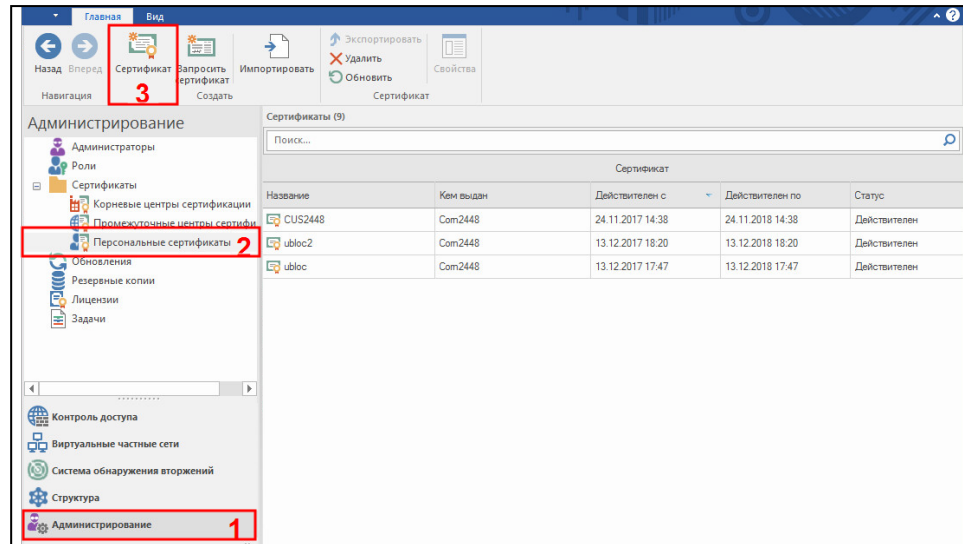 Главная Вид
Назад Вперед
Сертификат
Запросить сертификат
Импортировать
Экспортировать
Удалить
Обновить
Свойства
Навигация
3
Создать
Сертификат
Администрирование
Администраторы
Роли
Сертификаты
Корневые центры сертификации
Промежуточные центры сертифи
Персональные сертификаты 2
Обновления
Резервные копии
Лицензии
Задачи
Контроль доступа
Виртуальные частные сети
Система обнаружения вторжений
Структура
Администрирование 1
Сертификаты (9)
Поиск...
Сертификат
Название Кем выдан Действителен с Действителен по Статус
CUS2448 Com2448 24.11.2017 14:38 24.11.2018 14:38 Действителен
ubloc2 Com2448 13.12.2017 18:20 13.12.2018 18:20 Действителен
ubloc Com2448 13.12.2017 17:47 13.12.2018 17:47 Действителен